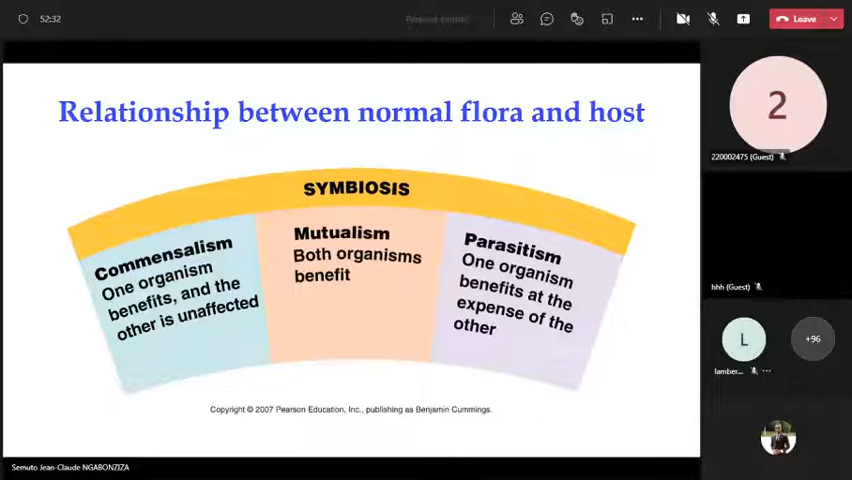 52:32
Leave
Relationship between normal flora and host
SYMBIOSIS
Commensalism
One organism
benefits, and the
other is unaffected
Mutualism
Both organisms
benefit
Parasitism
One organism
benefits at the
expense of the
other
Copyright © 2007 Pearson Education, Inc., publishing as Benjamin Cummings.
2
220002475 (Guest)
hhh (Guest)
L
+96
lamber...
Semuto Jean-Claude NGABONZIZA